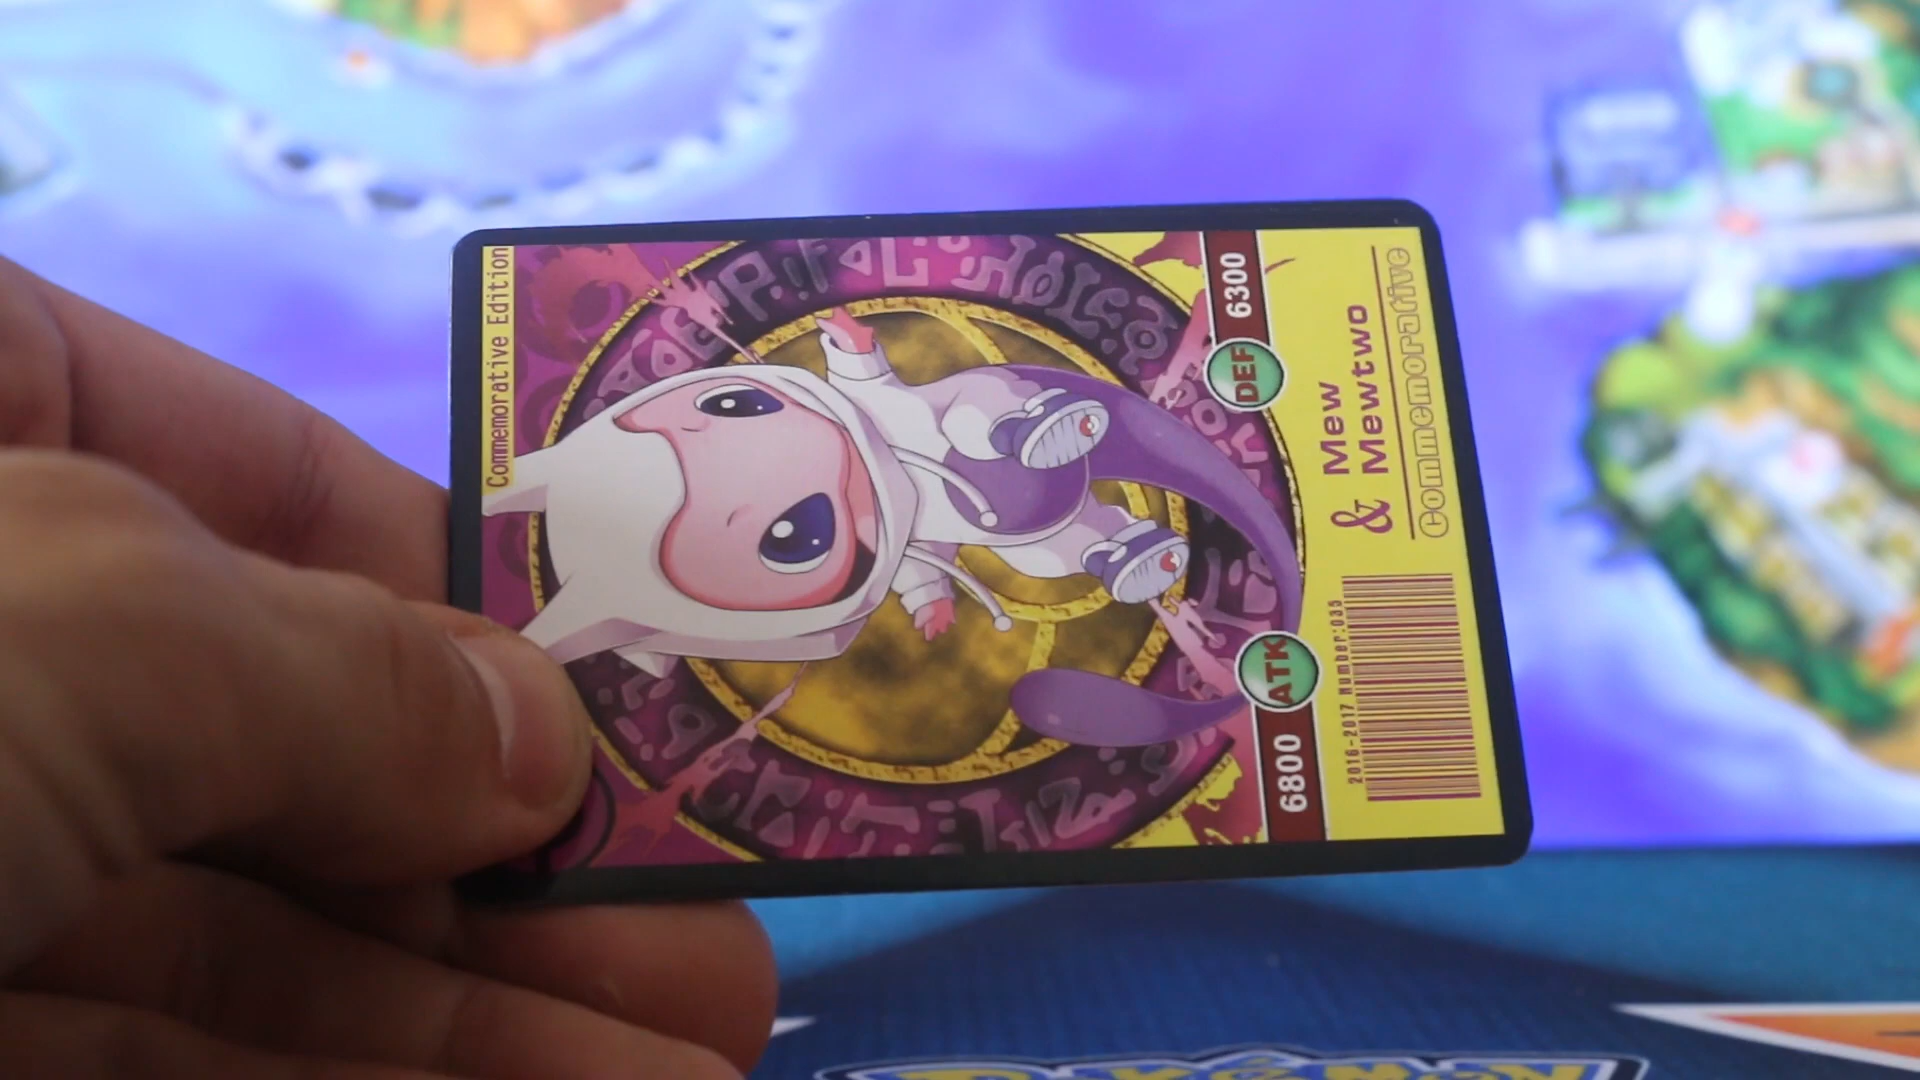 Commemorative Edition
ATK
6800
DEF
6300
2016-2017 Number:035
Mew
& Mewtwo
Commemorative